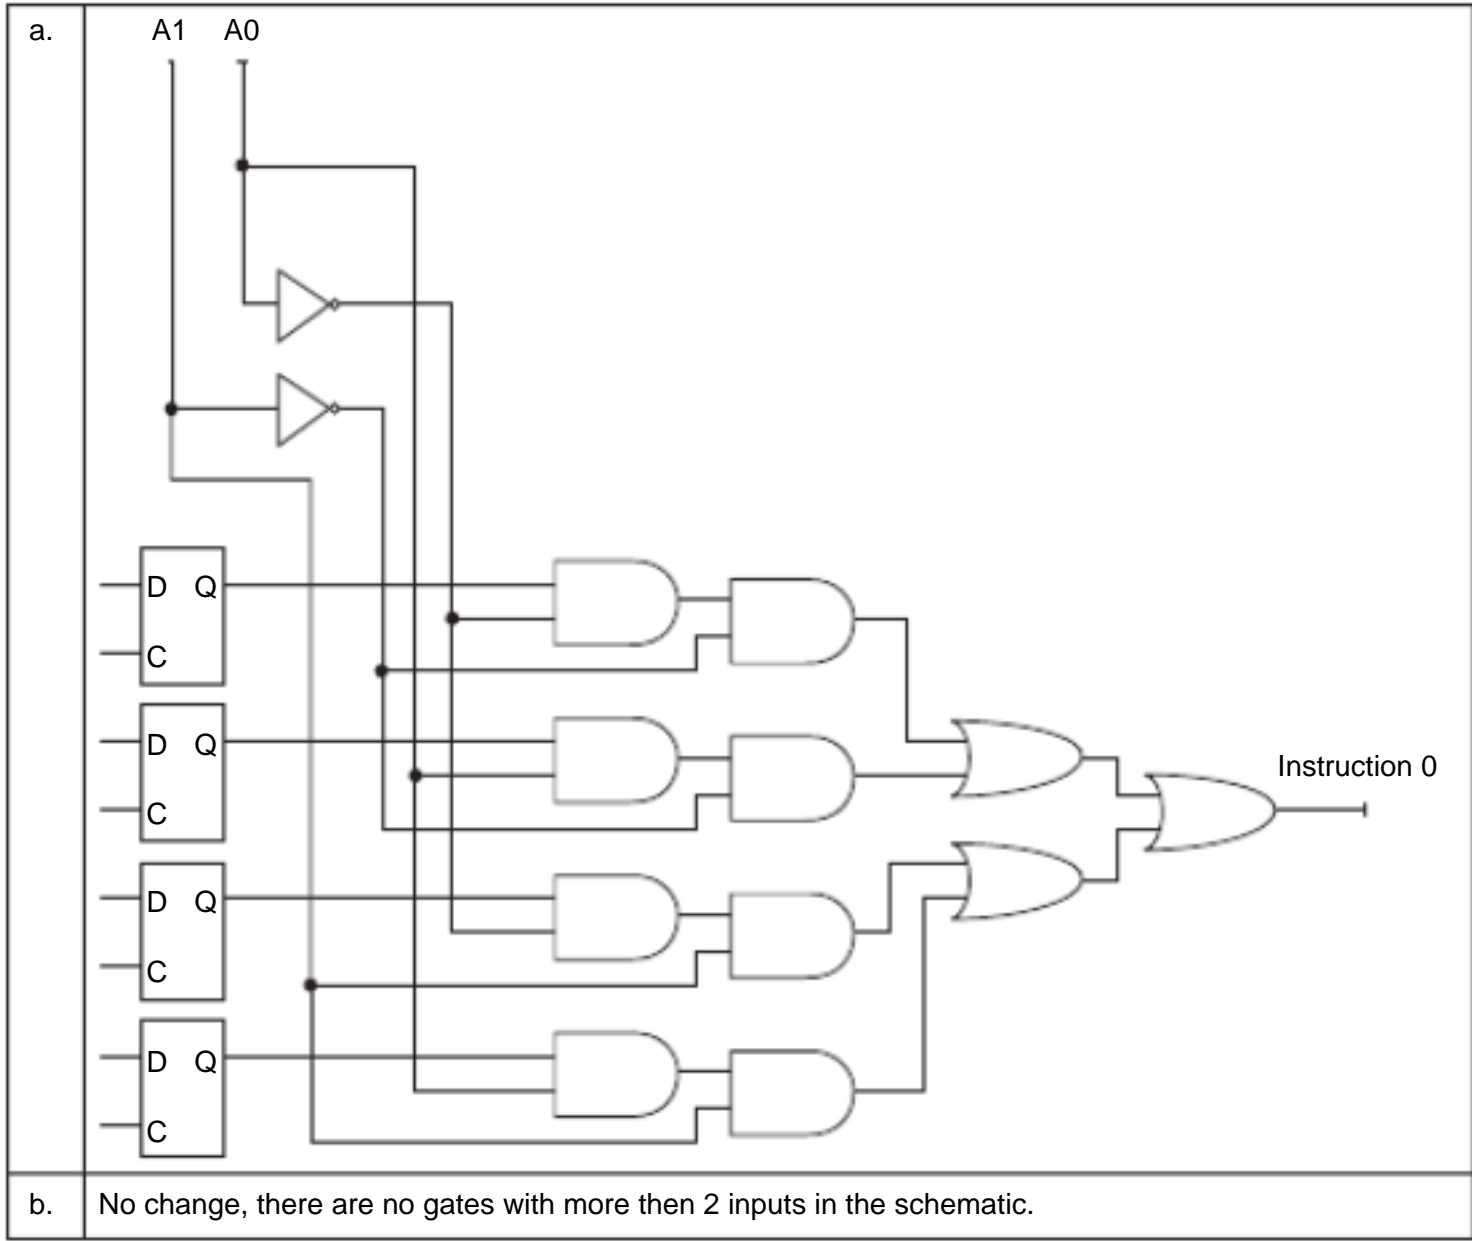 a.
A1 A0
D Q
C
D Q
C
Instruction 0
D Q
C
D Q
C
b. No change, there are no gates with more then 2 inputs in the schematic.